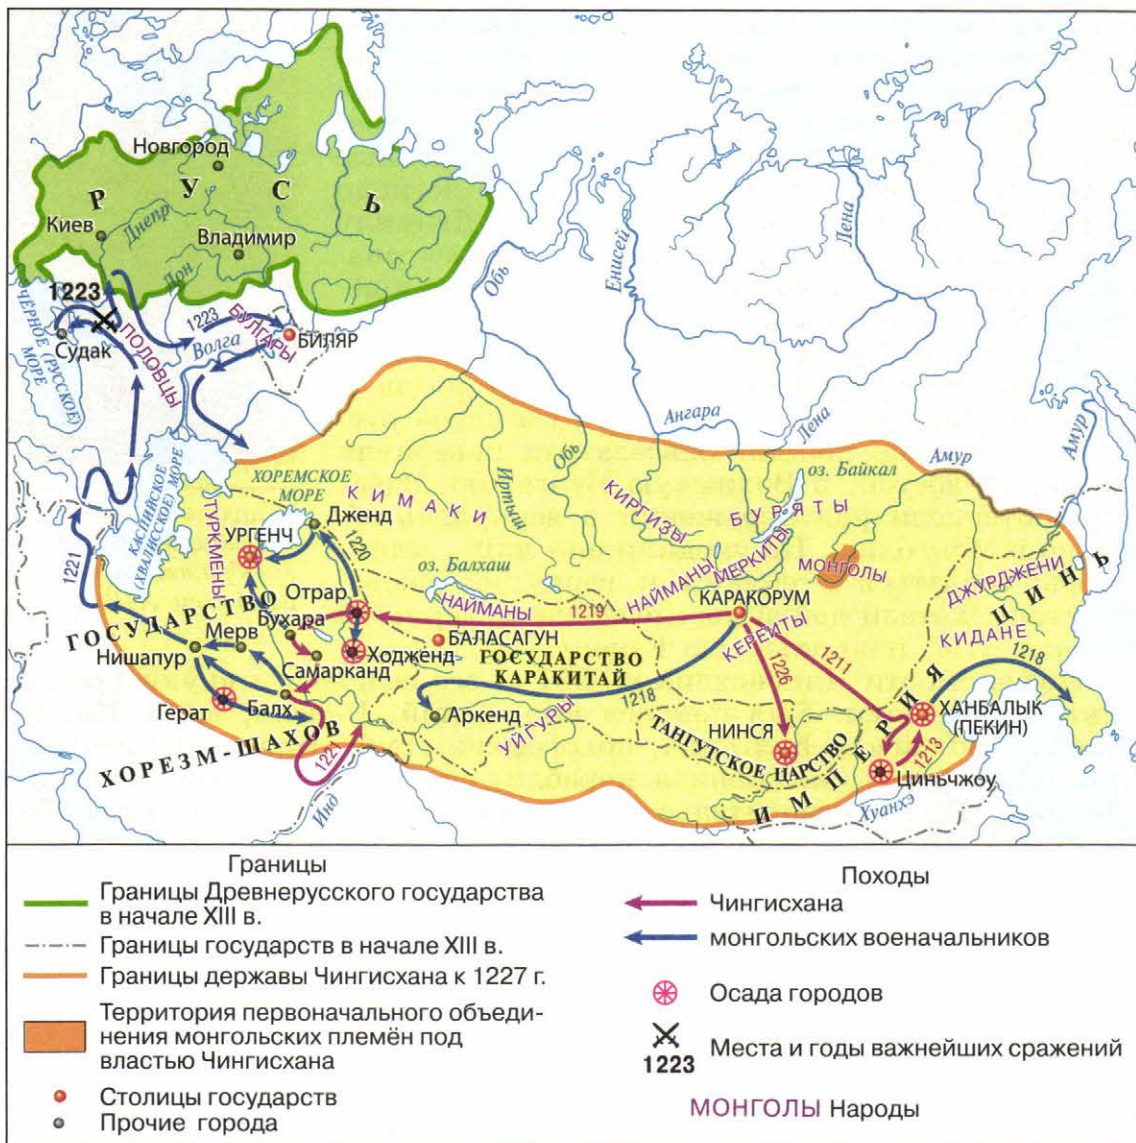 Новгород
Р У С Ь
Киев
Днепр
Владимир
Дон
1223
ЧЁРНОЕ (РУССКОЕ) МОРЕ
Судак
ПОДОВЦЫ
1223
БУЛГАРЫ
Волга
БИЛЯР
Обь
Енисей
Лена
Ангара
Лена
Амур
Амур
оз. Байкал
КАСПИЙСКОЕ (ХВАЛИССКОЕ) МОРЕ
ХОРЕМСКОЕ
МОРЕ
ТУРКМЕНЫ
КИМАКИ
Иртыш
Обь
КИРГИЗЫ
БУРЯТЫ
МЕРКИТЫ
МОНГОЛЫ
ДЖУРДЖЕНИ
Дженд
УРГЕНЧ
1220
1221
оз. Балхаш
НАЙМАНЫ
1219
НАЙМАНЫ
КАРАКОРУМ
КЕРЕИТЫ
КИДАНЕ
ГОСУДАРСТВО
Отрар
Бухара
Мерв
Нишапур
Самарканд
Ходженд
БАЛАСАГУН
ГОСУДАРСТВО
КАРАКИТАЙ
1218
1226
1211
1218
Герат
Балх
ХОРЕЗМ-ШАХОВ
1221
Аркенд
УЙГУРЫ
ТАНГУТСКОЕ ЦАРСТВО
НИНСЯ
ХАНБАЛЫК
(ПЕКИН)
1213
Циньчжоу
ИМПЕРИЯ
ЦИНЬ
Инд
Хуанхэ
Границы
Границы Древнерусского государства
в начале XIII в.
Границы государств в начале XIII в.
Границы державы Чингисхана к 1227 г.
Территория первоначального объеди-
нения монгольских племён под
властью Чингисхана
Столицы государств
Прочие города
Походы
Чингисхана
монгольских военачальников
Осада городов
1223
Места и годы важнейших сражений
МОНГОЛЫ Народы